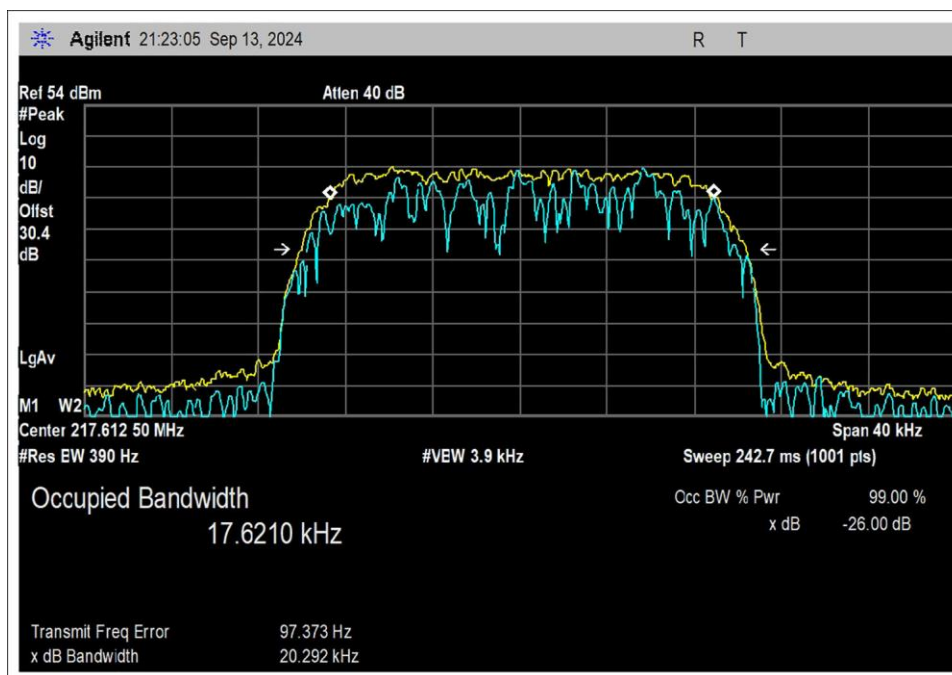 Agilent 21:23:05 Sep 13, 2024 R T
Ref 54 dBm Atten 40 dB
#Peak
Log
10
dB/
Offst
30.4
dB
LgAv
M1 W2
Center 217.612 50 MHz Span 40 kHz
#Res BW 390 Hz #VBW 3.9 kHz Sweep 242.7 ms (1001 pts)
Occupied Bandwidth Occ BW % Pwr 99.00 %
17.6210 kHz x dB -26.00 dB
Transmit Freq Error 97.373 Hz
x dB Bandwidth 20.292 kHz